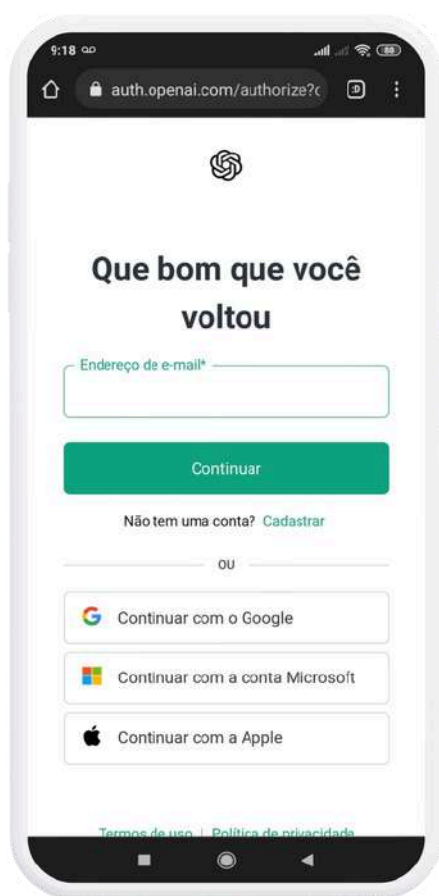 9:18
88
auth.openai.com/authorize?c
:D
Que bom que você
voltou
Endereço de e-mail*
Continuar
Não tem uma conta? Cadastrar
OU
Continuar com o Google
Continuar com a conta Microsoft
Continuar com a Apple
Termos de uso | Política de privacidade